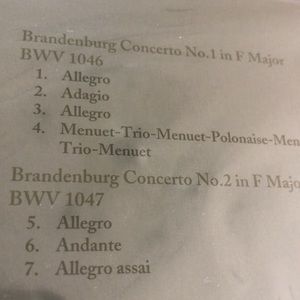 Brandenburg Concerto No.1 in F Major
BWV 1046
1. Allegro
2. Adagio
3. Allegro
4. Menuet-Trio-Menuet-Polonaise-Men
Trio-Menuet
Brandenburg Concerto No.2 in F Majo
BWV 1047
5. Allegro
6. Andante
7. Allegro assai